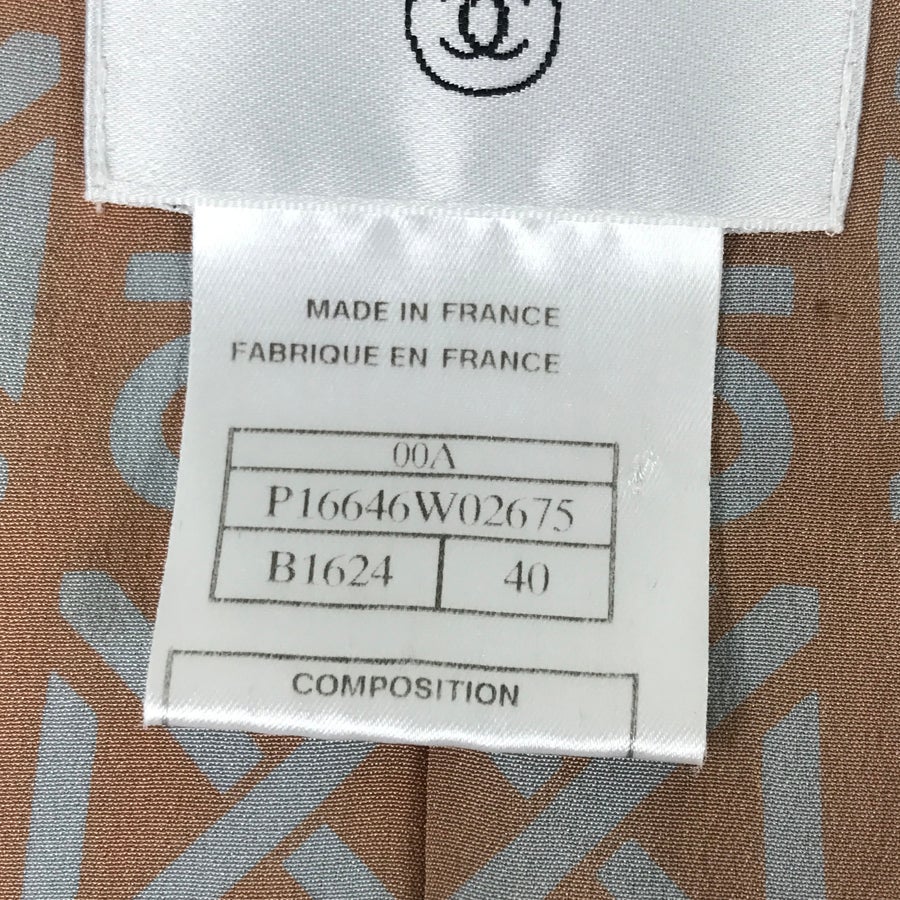 MADE IN FRANCE
FABRIQUE EN FRANCE
00A
P16646W02675
B1624 40
COMPOSITION